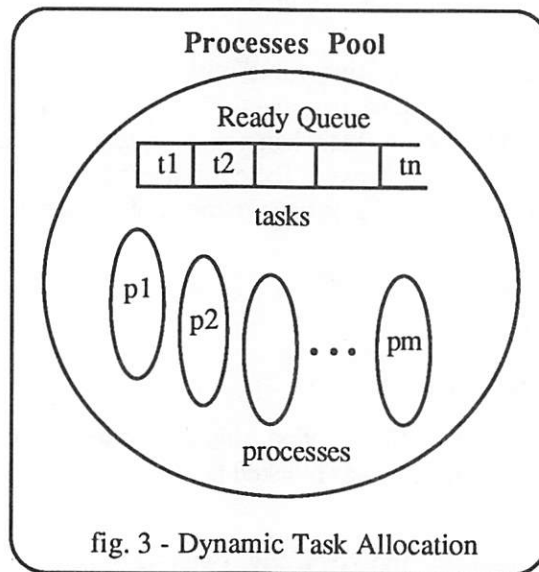 Processes Pool
Ready Queue
t1 t2 tn
tasks
p1 p2 ... pm
processes
fig. 3 - Dynamic Task Allocation